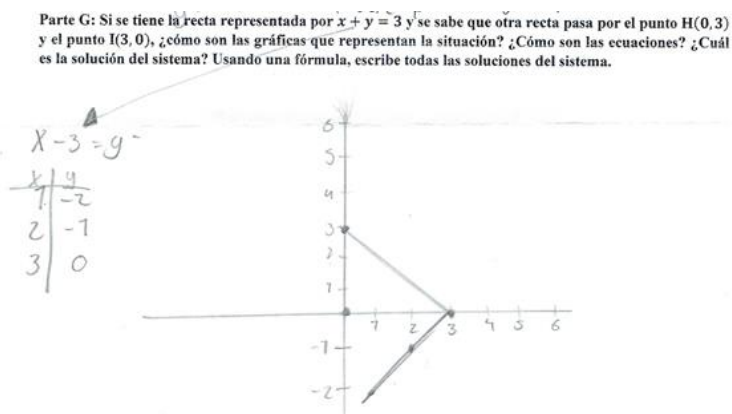 Parte G: Si se tiene la recta representada por x + y = 3 y se sabe que otra recta pasa por el punto H(0, 3)
y el punto I(3, 0), ¿cómo son las gráficas que representan la situación? ¿Cómo son las ecuaciones? ¿Cuál
es la solución del sistema? Usando una fórmula, escribe todas las soluciones del sistema.
x - 3 = y
x | y
1 | -2
2 | -1
3 | 0
6
5
4
3
2
1
1 2 3 4 5 6
-1
-2